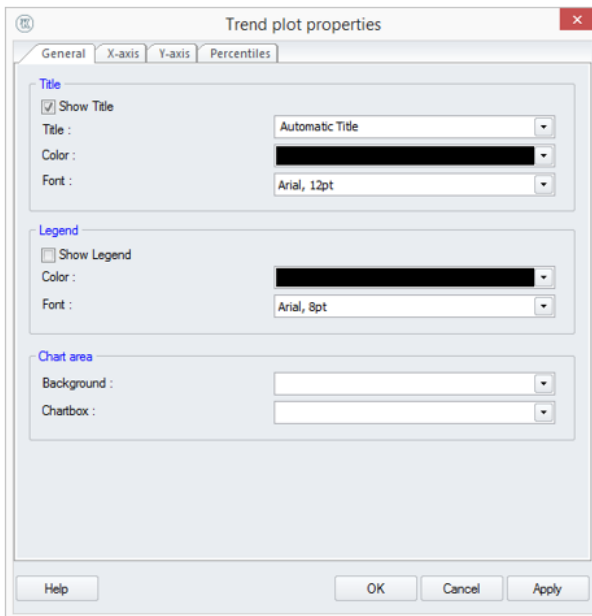 Trend plot properties
General X-axis Y-axis Percentiles
Title
Show Title
Title : Automatic Title
Color :
Font : Arial, 12pt
Legend
Show Legend
Color :
Font : Arial, 8pt
Chart area
Background :
Chartbox :
Help OK Cancel Apply